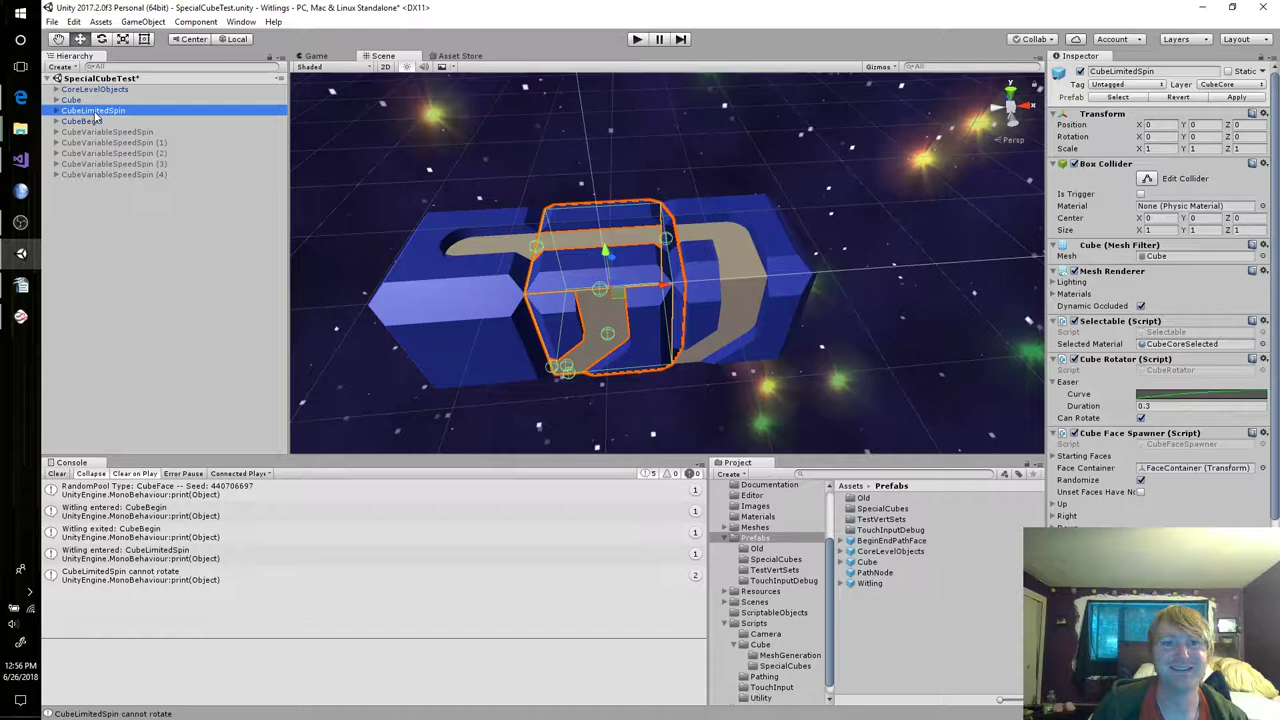 Unity 2017.2.0f3 Personal (64bit) - SpecialCubeTest.unity - Witlings - PC, Mac & Linux Standalone* <DX11>
File Edit Assets GameObject Component Window Help
Center Local Collab Account Layers Layout
Hierarchy Game Scene Asset Store Inspector
Create All Shaded 2D Gizmos All
SpecialCubeTest*
CoreLevelObjects
Cube
CubeLimitedSpin
CubeVariableSpeedSpin
CubeVariableSpeedSpin (1)
CubeVariableSpeedSpin (2)
CubeVariableSpeedSpin (3)
CubeVariableSpeedSpin (4)
y
x
Persp
CubeLimitedSpin Static
Tag Untagged Layer CubeCore
Prefab Select Revert Apply
Transform
Position X 0 Y 0 Z 0
Rotation X 0 Y 0 Z 0
Scale X 1 Y 1 Z 1
Box Collider
Edit Collider
Is Trigger
Material None (Physic Material)
Center X 0 Y 0 Z 0
Size X 1 Y 1 Z 1
Cube (Mesh Filter)
Mesh Cube
Mesh Renderer
Lighting
Materials
Dynamic Occluded
Selectable (Script)
Script Selectable
Selected Material CubeCoreSelected
Cube Rotator (Script)
Script CubeRotator
Easer
Curve
Duration 0.3
Can Rotate
Cube Face Spawner (Script)
Script CubeFaceSpawner
Starting Faces
Face Container FaceContainer (Transform)
Randomize
Unset Faces Have No
Up
Right
Console
Clear Collapse Clear on Play Error Pause Connected Player 5 0 0
RandomPool Type: CubeFace -- Seed: 440706697
UnityEngine.MonoBehaviour:print(Object) 1
Witling entered: CubeBegin
UnityEngine.MonoBehaviour:print(Object) 1
Witling exited: CubeBegin
UnityEngine.MonoBehaviour:print(Object) 1
Witling entered: CubeLimitedSpin
UnityEngine.MonoBehaviour:print(Object) 1
CubeLimitedSpin cannot rotate
UnityEngine.MonoBehaviour:print(Object) 2
CubeLimitedSpin cannot rotate
Project
Create
Documentation
Editor
Images
Materials
Meshes
Prefabs
Old
SpecialCubes
TestVertSets
TouchInputDebug
Resources
Scenes
ScriptableObjects
Scripts
Camera
Cube
MeshGeneration
SpecialCubes
Pathing
TouchInput
Utility
Assets Prefabs
Old
SpecialCubes
TestVertSets
TouchInputDebug
BeginEndPathFace
CoreLevelObjects
Cube
PathNode
Witling
12:56 PM
6/26/2018